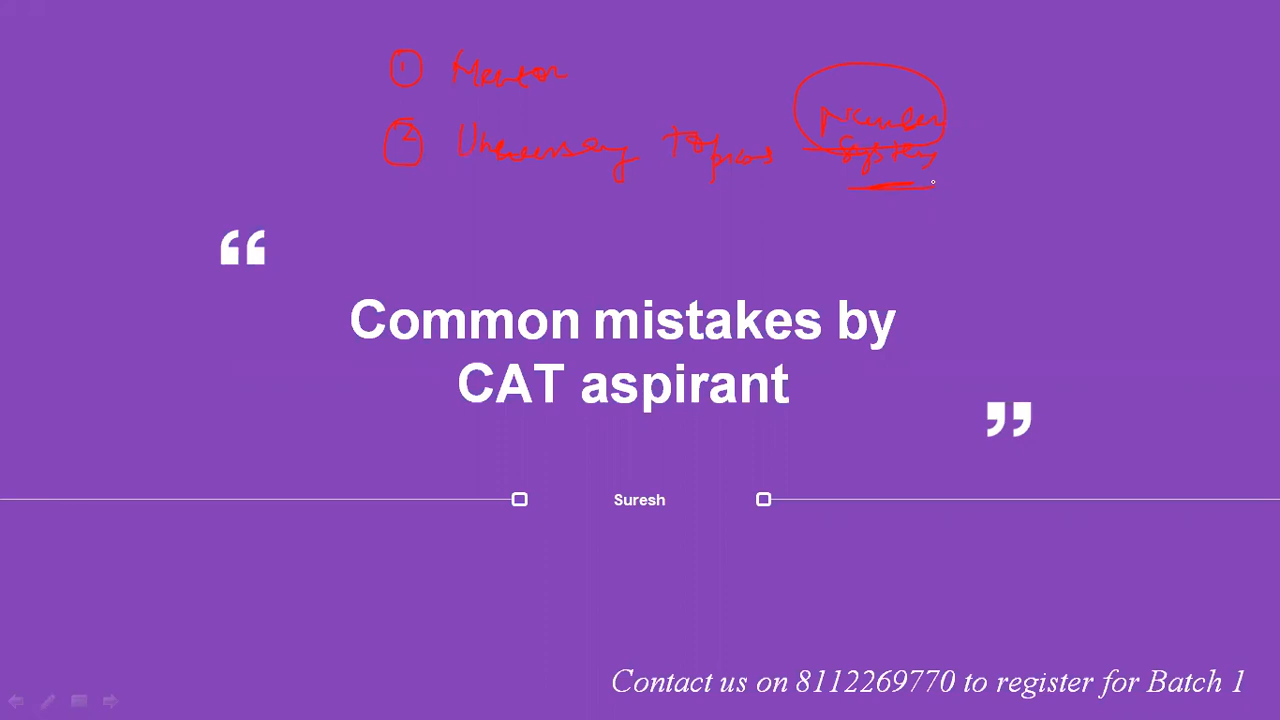 1 Mentor
2 Unnecessary Topics Number
System
“
Common mistakes by
CAT aspirant
”
Suresh
Contact us on 8112269770 to register for Batch 1